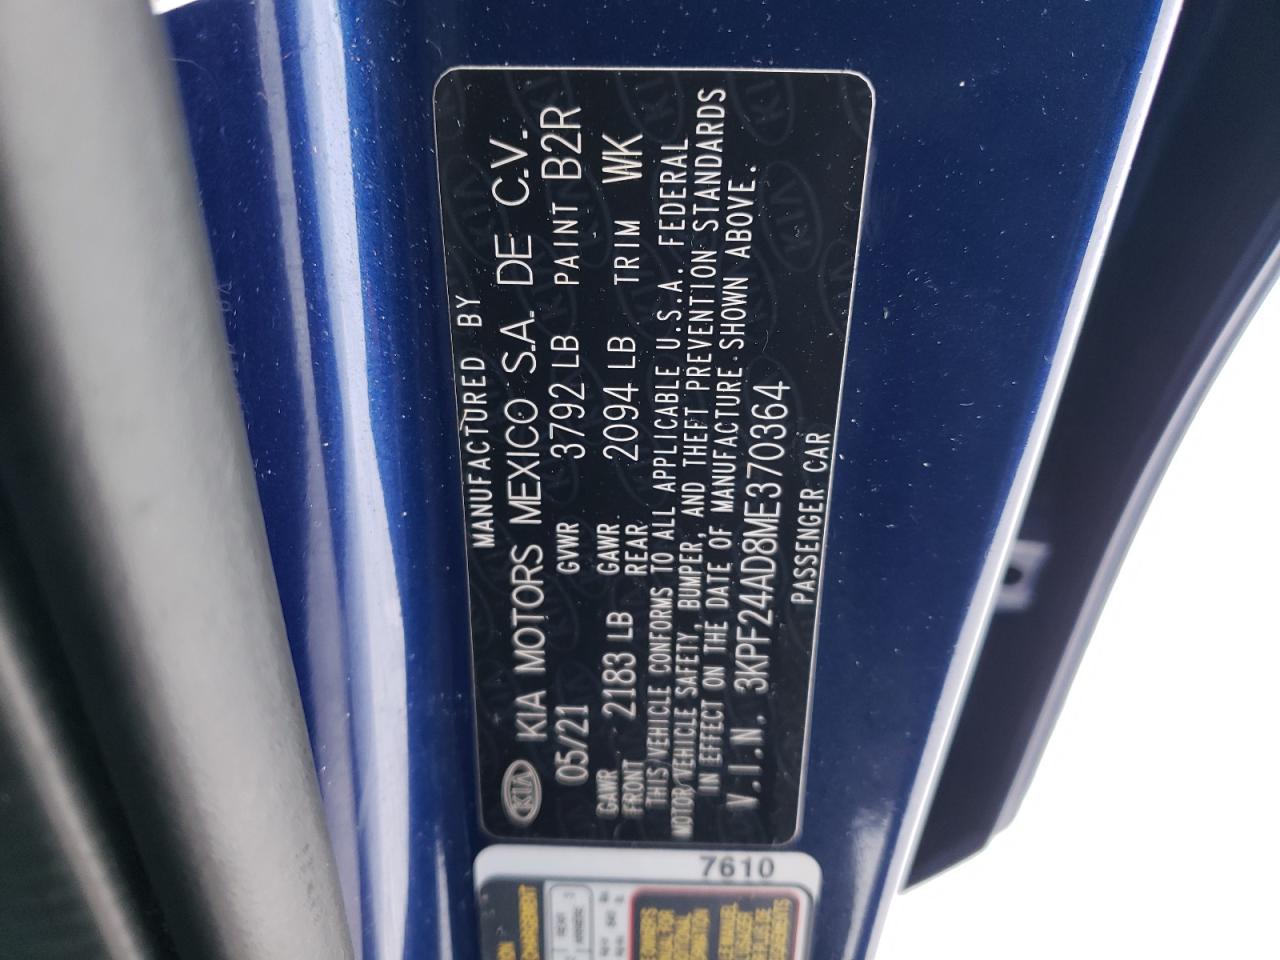 MANUFACTURED BY
KIA KIA MOTORS MEXICO S.A. DE C.V.
05/21 GVWR 3792 LB PAINT B2R
GAWR FRONT 2183 LB GAWR REAR 2094 LB TRIM WK
THIS VEHICLE CONFORMS TO ALL APPLICABLE U.S.A. FEDERAL
MOTOR VEHICLE SAFETY, BUMPER, AND THEFT PREVENTION STANDARDS
IN EFFECT ON THE DATE OF MANUFACTURE SHOWN ABOVE.
V.I.N. 3KPF24AD8ME370364
PASSENGER CAR
7610